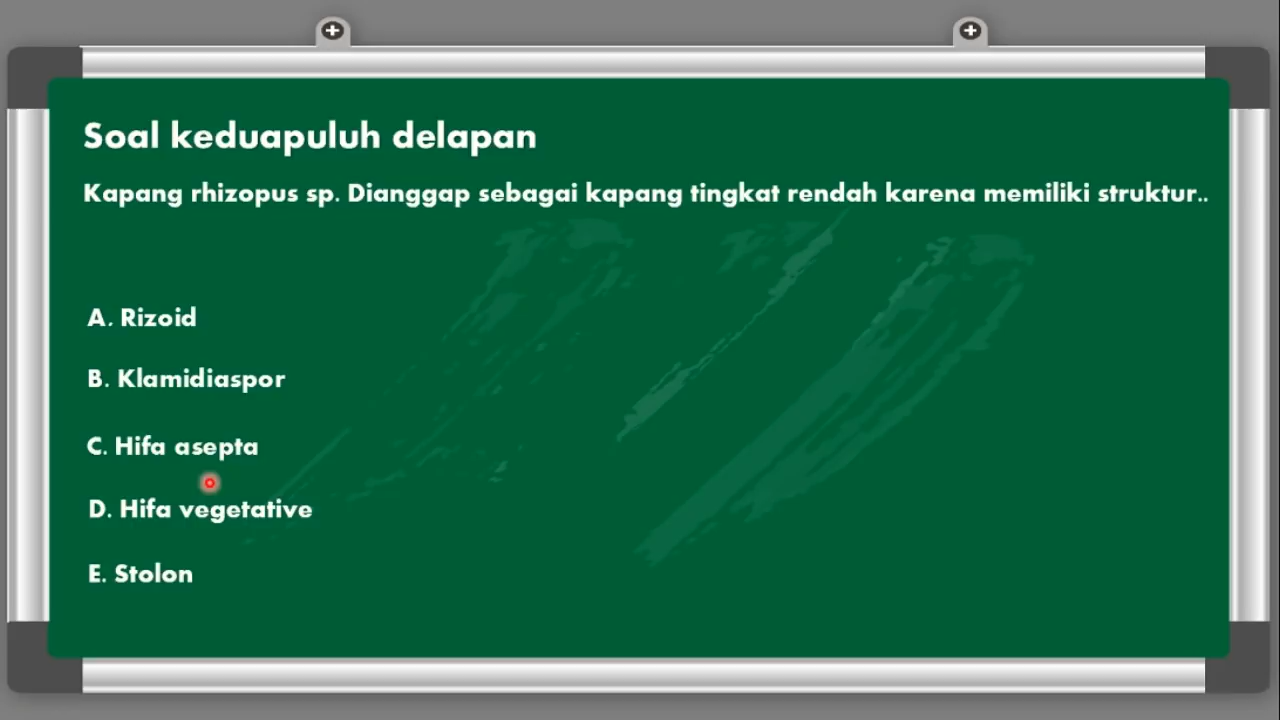 Soal keduapuluh delapan
Kapang rhizopus sp. Dianggap sebagai kapang tingkat rendah karena memiliki struktur..
A. Rizoid
B. Klamidiaspor
C. Hifa asepta
D. Hifa vegetative
E. Stolon